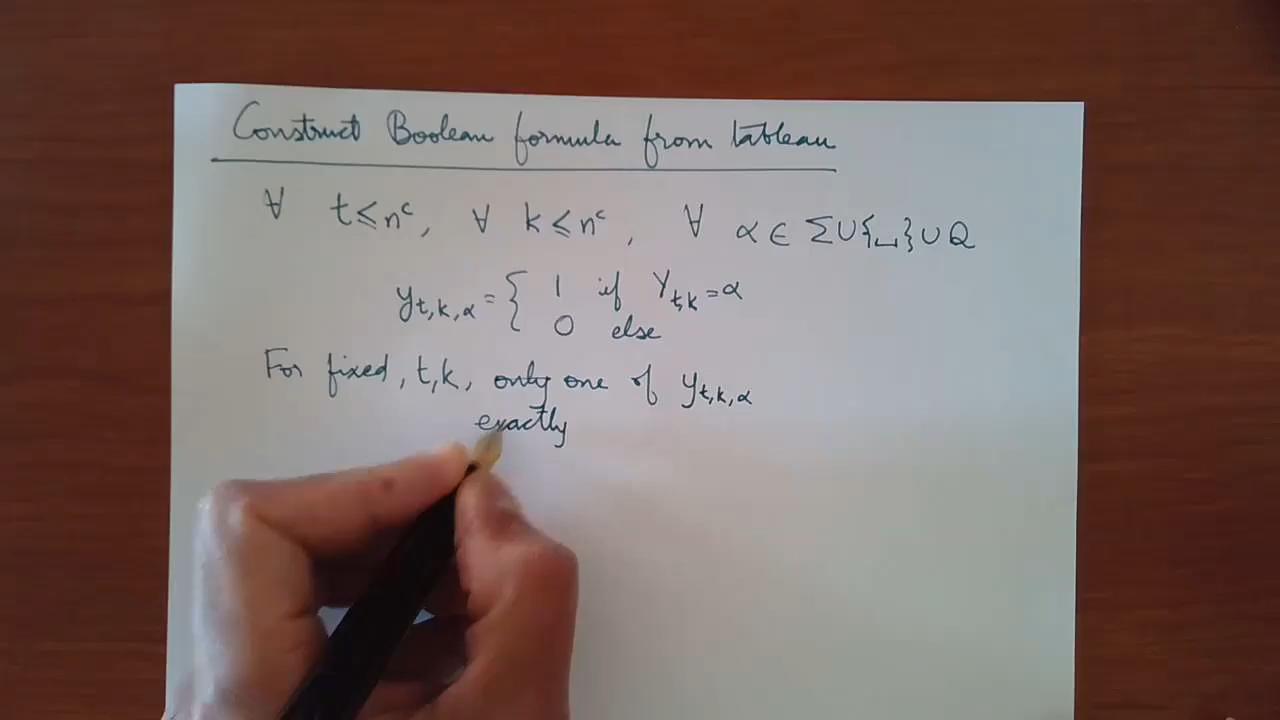 Construct Boolean formula from tableau
∀ t≤n^c, ∀ k≤n^c, ∀ α∈ Σ∪{␣}∪Q
y_{t,k,α} = { 1 if Y_{t,k}=α
0 else
For fixed, t,k, only one of y_{t,k,α}
exactly